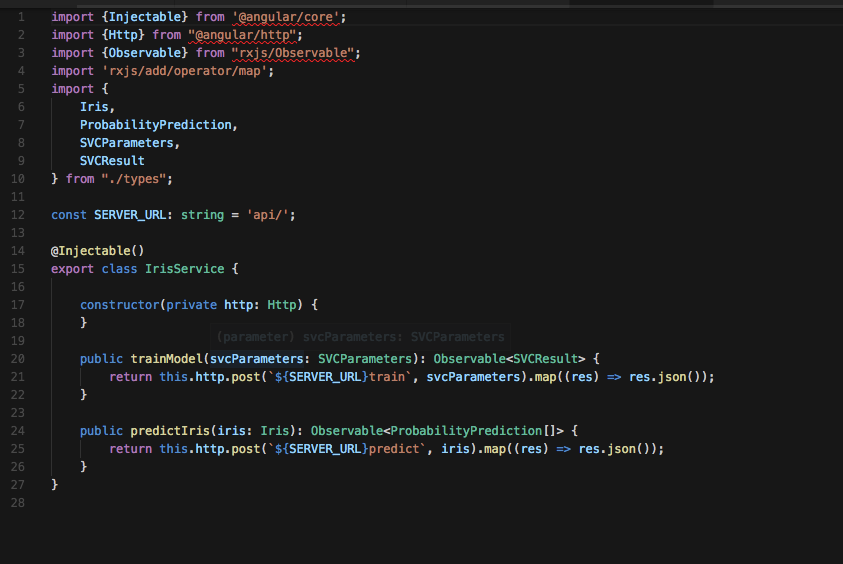 1 import {Injectable} from '@angular/core';
2 import {Http} from "@angular/http";
3 import {Observable} from "rxjs/Observable";
4 import 'rxjs/add/operator/map';
5 import {
6 Iris,
7 ProbabilityPrediction,
8 SVCParameters,
9 SVCResult
10 } from "./types";
11
12 const SERVER_URL: string = 'api/';
13
14 @Injectable()
15 export class IrisService {
16
17 constructor(private http: Http) {
18 }
(parameter) svcParameters: SVCParameters
19
20 public trainModel(svcParameters: SVCParameters): Observable<SVCResult> {
21 return this.http.post(`${SERVER_URL}train`, svcParameters).map((res) => res.json());
22 }
23
24 public predictIris(iris: Iris): Observable<ProbabilityPrediction[]> {
25 return this.http.post(`${SERVER_URL}predict`, iris).map((res) => res.json());
26 }
27 }
28